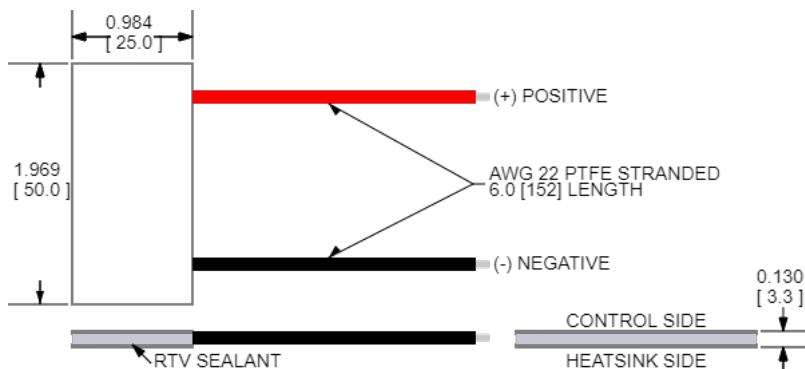 0.984
[ 25.0 ]
(+) POSITIVE
1.969
[ 50.0 ]
AWG 22 PTFE STRANDED
6.0 [152] LENGTH
(-) NEGATIVE
0.130
[ 3.3 ]
CONTROL SIDE
RTV SEALANT
HEATSINK SIDE